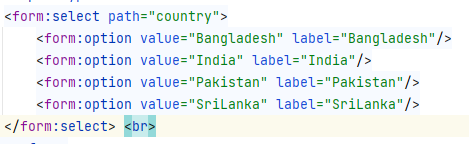 <form:select path="country">
<form:option value="Bangladesh" label="Bangladesh"/>
<form:option value="India" label="India"/>
<form:option value="Pakistan" label="Pakistan"/>
<form:option value="SriLanka" label="SriLanka"/>
</form:select> <br>